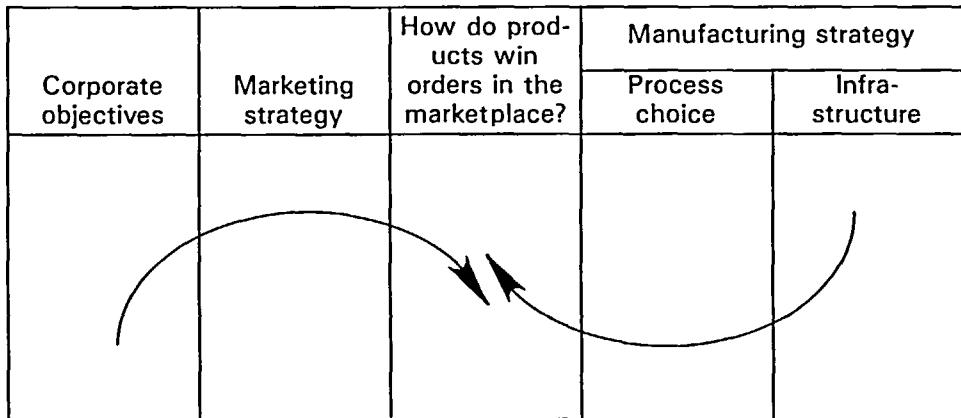 Corporate
objectives
Marketing
strategy
How do prod-
ucts win
orders in the
marketplace?
Manufacturing strategy
Process
choice
Infra-
structure